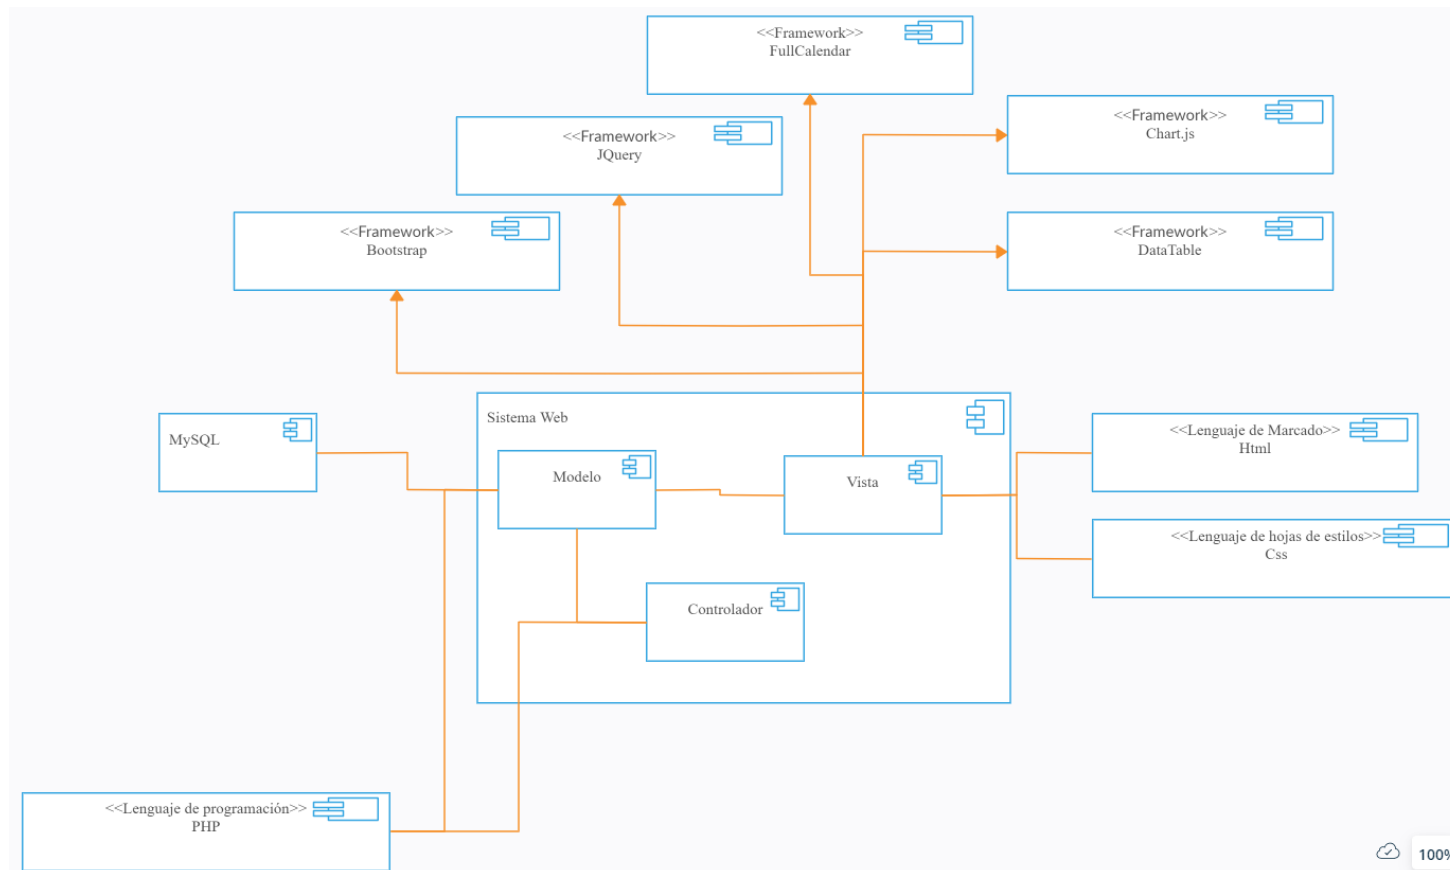 <<Framework>>
FullCalendar
<<Framework>>
Chart.js
<<Framework>>
JQuery
<<Framework>>
Bootstrap
<<Framework>>
DataTable
Sistema Web
MySQL
Modelo
Vista
<<Lenguaje de Marcado>>
Html
<<Lenguaje de hojas de estilos>>
Css
Controlador
<<Lenguaje de programación>>
PHP
100%